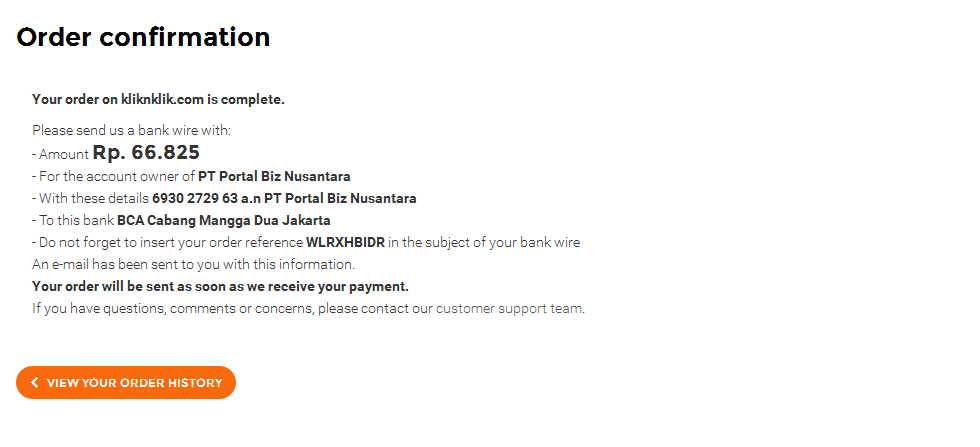 Order confirmation
Your order on kliknklik.com is complete.
Please send us a bank wire with:
- Amount Rp. 66.825
- For the account owner of PT Portal Biz Nusantara
- With these details 6930 2729 63 a.n PT Portal Biz Nusantara
- To this bank BCA Cabang Mangga Dua Jakarta
- Do not forget to insert your order reference WLRXHBIDR in the subject of your bank wire
An e-mail has been sent to you with this information.
Your order will be sent as soon as we receive your payment.
If you have questions, comments or concerns, please contact our customer support team.
VIEW YOUR ORDER HISTORY